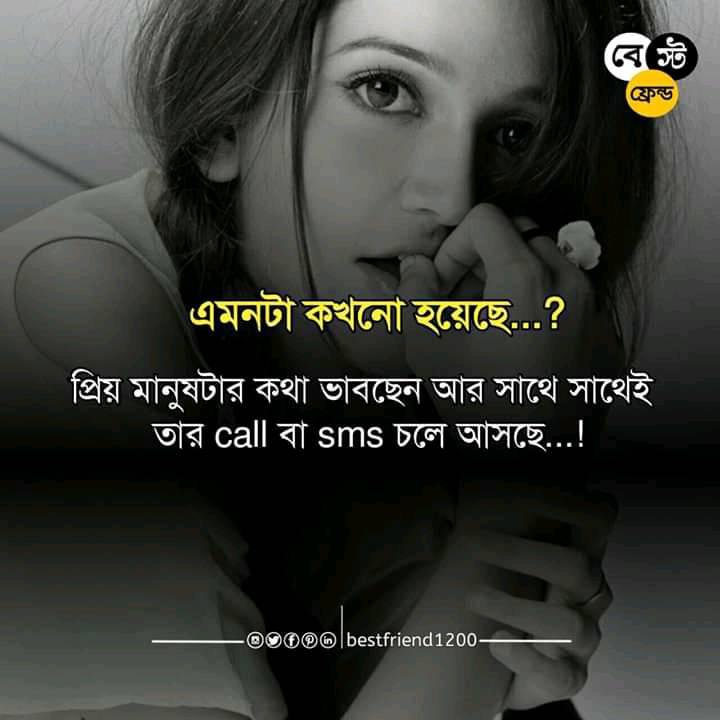 বেস্ট
ফ্রেন্ড
এমনটা কখনো হয়েছে...?
প্রিয় মানুষটার কথা ভাবছেন আর সাথে সাথেই
তার call বা sms চলে আসছে...!
bestfriend1200